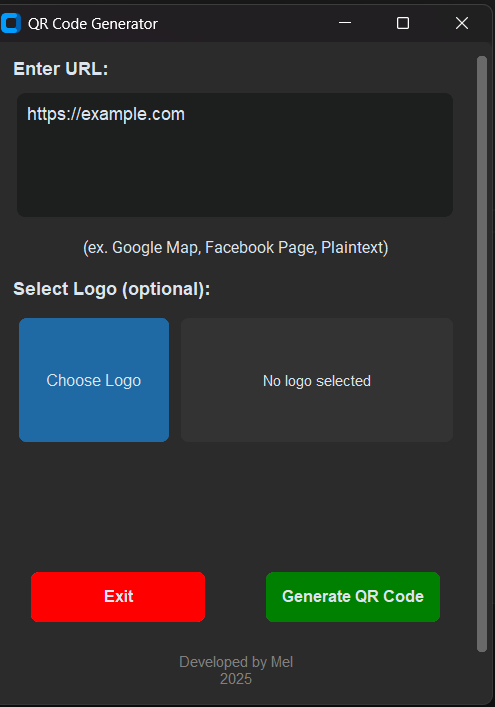 QR Code Generator
Enter URL:
https://example.com
(ex. Google Map, Facebook Page, Plaintext)
Select Logo (optional):
Choose Logo
No logo selected
Exit
Generate QR Code
Developed by Mel
2025